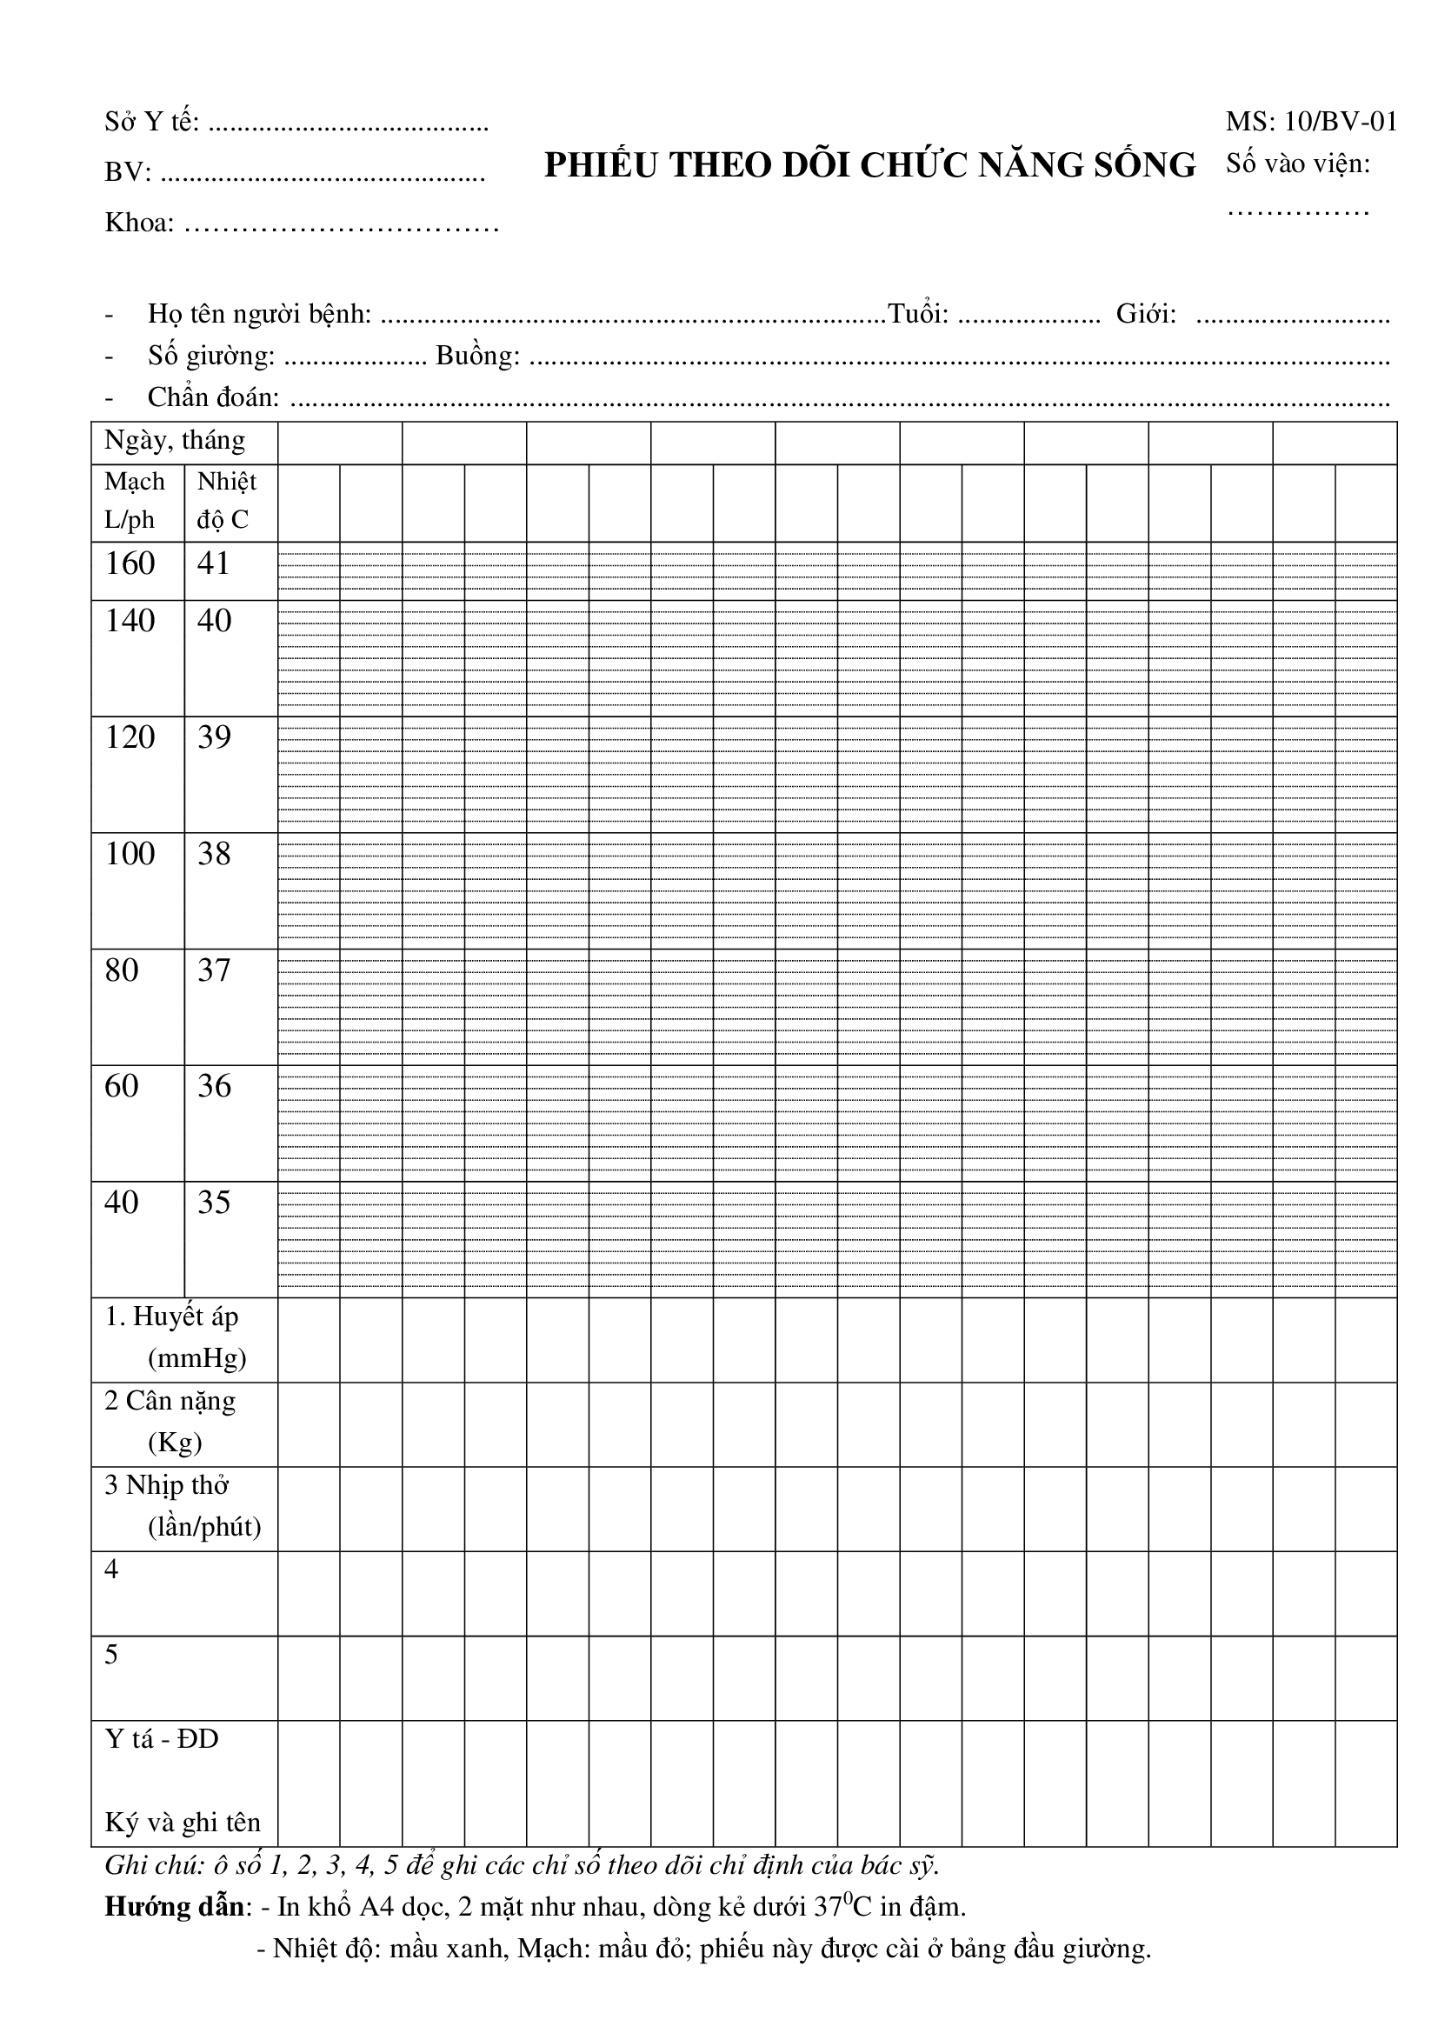 Sở Y tế: .......................................
BV: .............................................
Khoa: ……………………………
PHIẾU THEO DÕI CHỨC NĂNG SỐNG
MS: 10/BV-01
Số vào viện:
……………
- Họ tên người bệnh: ......................................................................Tuổi: .................... Giới: ...........................
- Số giường: .................... Buồng: ........................................................................................................................
- Chẩn đoán: .........................................................................................................................................................
Ngày, tháng
Mạch Nhiệt
L/ph độ C
160 41
140 40
120 39
100 38
80 37
60 36
40 35
1. Huyết áp
(mmHg)
2 Cân nặng
(Kg)
3 Nhịp thở
(lần/phút)
4
5
Y tá - ĐD
Ký và ghi tên
Ghi chú: ô số 1, 2, 3, 4, 5 để ghi các chỉ số theo dõi chỉ định của bác sỹ.
Hướng dẫn: - In khổ A4 dọc, 2 mặt như nhau, dòng kẻ dưới 37⁰C in đậm.
- Nhiệt độ: mầu xanh, Mạch: mầu đỏ; phiếu này được cài ở bảng đầu giường.